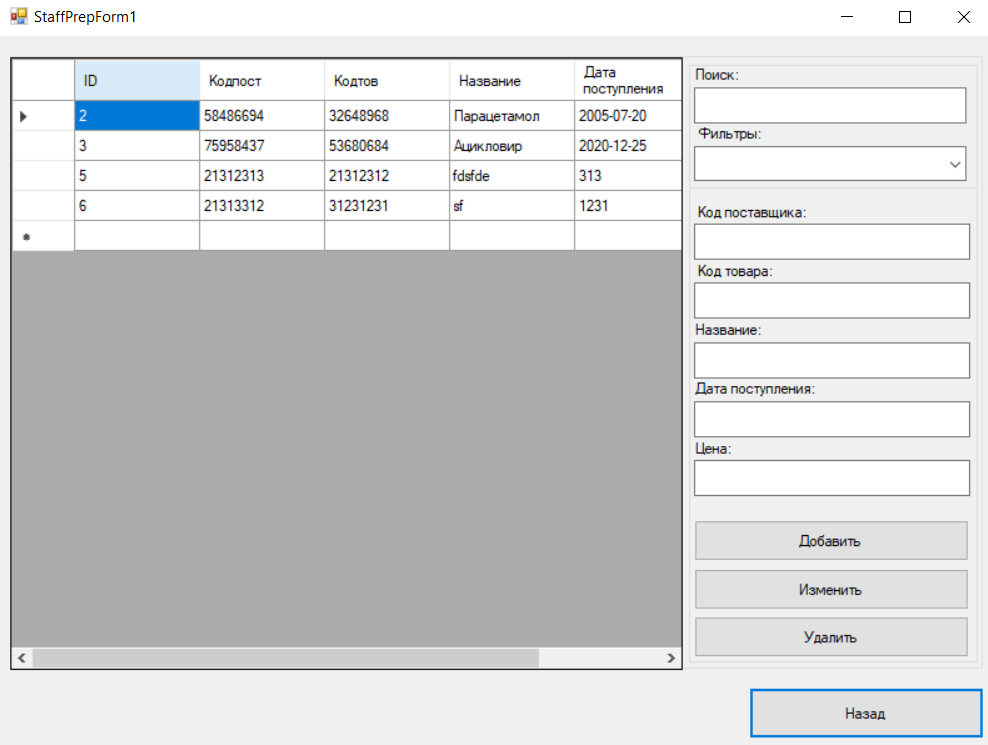 StaffPrepForm1
ID Кодпост Кодтов Название Дата поступления
2 58486694 32648968 Парацетамол 2005-07-20
3 75958437 53680684 Ацикловир 2020-12-25
5 21312313 21312312 fdsfde 313
6 21313312 31231231 sf 1231
Поиск:
Фильтры:
Код поставщика:
Код товара:
Название:
Дата поступления:
Цена:
Добавить
Изменить
Удалить
Назад